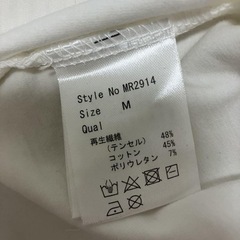 Style No MR2914
Size M
Qual
再生繊維 48%
(テンセル) 45%
コットン 7%
ポリウレタン